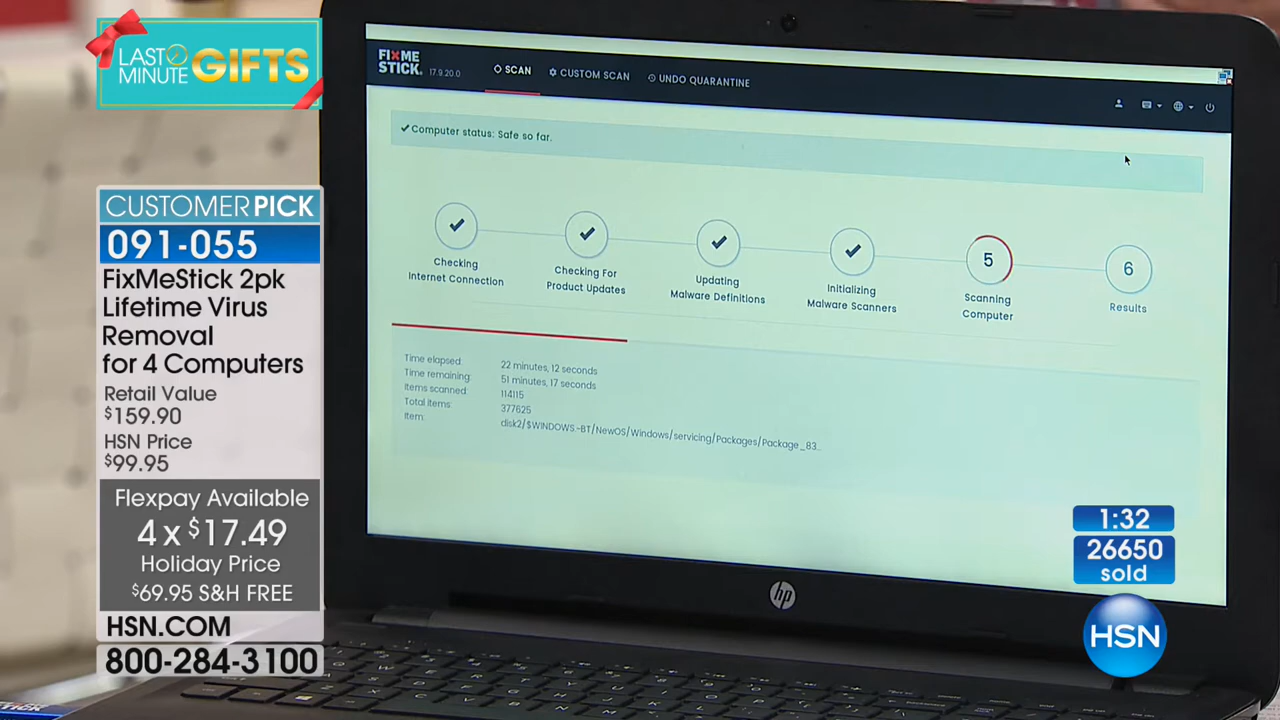 LAST
MINUTE
GIFTS
CUSTOMER PICK
091-055
FixMeStick 2pk
Lifetime Virus
Removal
for 4 Computers
Retail Value
$159.90
HSN Price
$99.95
Flexpay Available
4 x $17.49
Holiday Price
$69.95 S&H FREE
HSN.COM
800-284-3100
FIXME
STICK. 17.9.20.0
SCAN
CUSTOM SCAN
UNDO QUARANTINE
Computer status: Safe so far.
Checking
Internet Connection
Checking For
Product Updates
Updating
Malware Definitions
Initializing
Malware Scanners
5
Scanning
Computer
6
Results
Time elapsed: 22 minutes, 12 seconds
Time remaining: 51 minutes, 17 seconds
Items scanned: 114115
Total items: 377625
Item: disk2/$WINDOWS.~BT/NewOS/Windows/servicing/Packages/Package_83...
hp
1:32
26650
sold
HSN